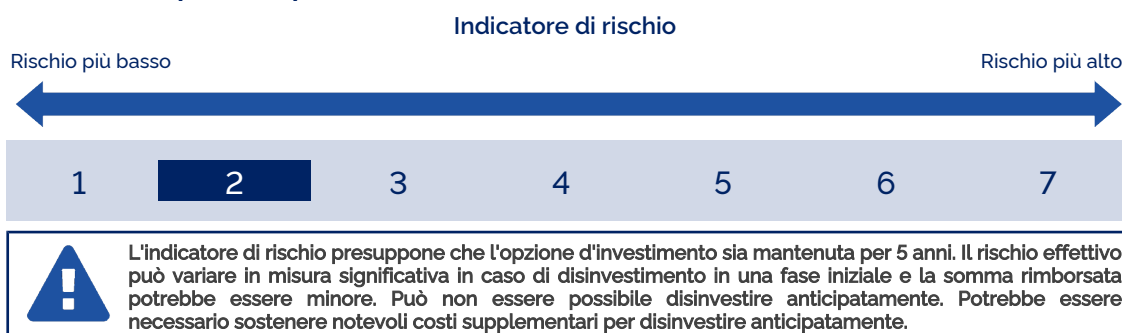 Indicatore di rischio
Rischio più basso
Rischio più alto
1 2 3 4 5 6 7
L'indicatore di rischio presuppone che l'opzione d'investimento sia mantenuta per 5 anni. Il rischio effettivo
può variare in misura significativa in caso di disinvestimento in una fase iniziale e la somma rimborsata
potrebbe essere minore. Può non essere possibile disinvestire anticipatamente. Potrebbe essere
necessario sostenere notevoli costi supplementari per disinvestire anticipatamente.